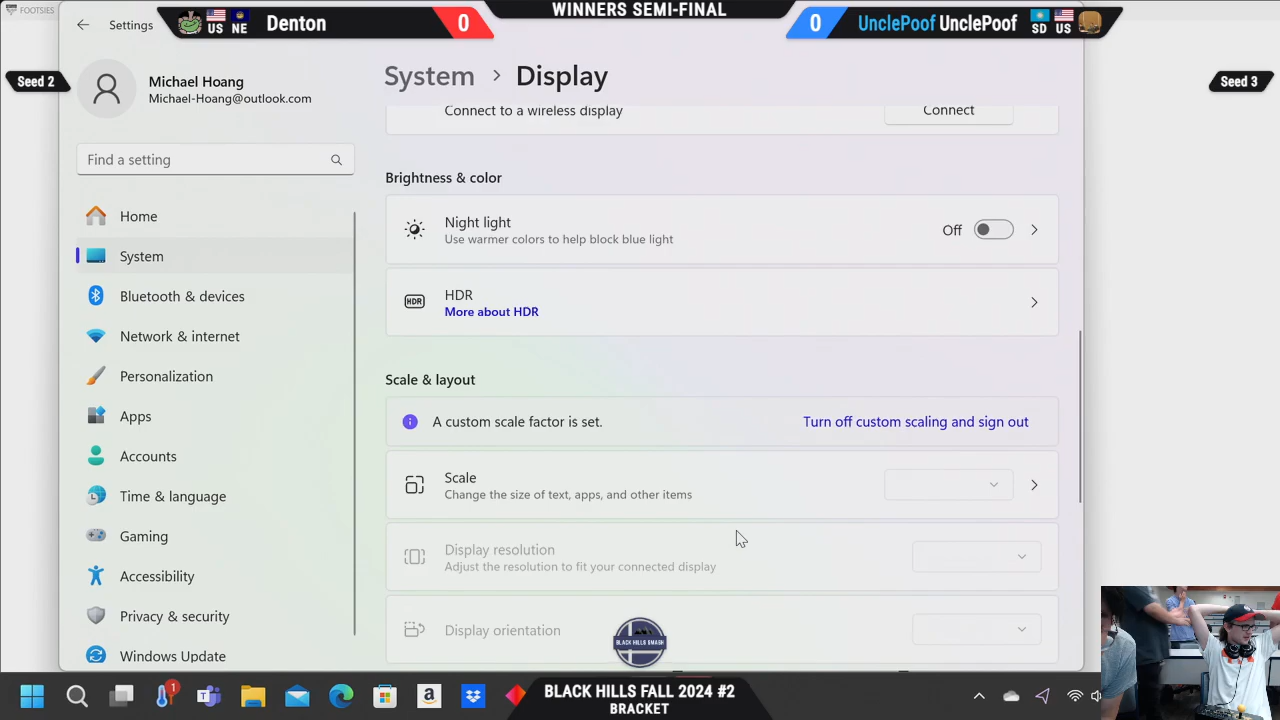 FOOTSIES
WINNERS SEMI-FINAL
US NE
Denton
0
0
UnclePoof UnclePoof
SD US
Seed 2
Seed 3
Settings
Michael Hoang
Michael-Hoang@outlook.com
Find a setting
Home
System
Bluetooth & devices
Network & internet
Personalization
Apps
Accounts
Time & language
Gaming
Accessibility
Privacy & security
Windows Update
System > Display
Connect to a wireless display
Connect
Brightness & color
Night light
Use warmer colors to help block blue light
Off
HDR
HDR
More about HDR
Scale & layout
A custom scale factor is set.
Turn off custom scaling and sign out
Scale
Change the size of text, apps, and other items
Display resolution
Adjust the resolution to fit your connected display
Display orientation
BLACK HILLS SMASH
1
BLACK HILLS FALL 2024 #2
BRACKET